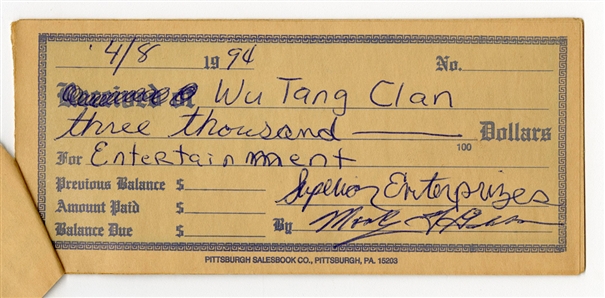 4/8 1994 No.
Received of Wu Tang Clan
three thousand 100 Dollars
For Entertainment
Previous Balance $ Superior Enterprizes
Amount Paid $
Balance Due $ By
PITTSBURGH SALESBOOK CO., PITTSBURGH, PA. 15203